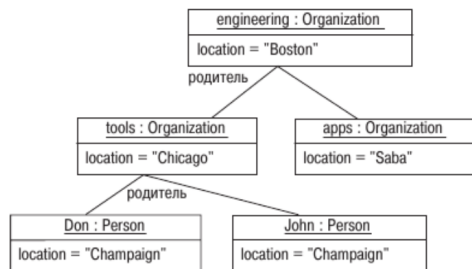 engineering : Organization
location = "Boston"
родитель
tools : Organization
location = "Chicago"
apps : Organization
location = "Saba"
родитель
Don : Person
location = "Champaign"
John : Person
location = "Champaign"